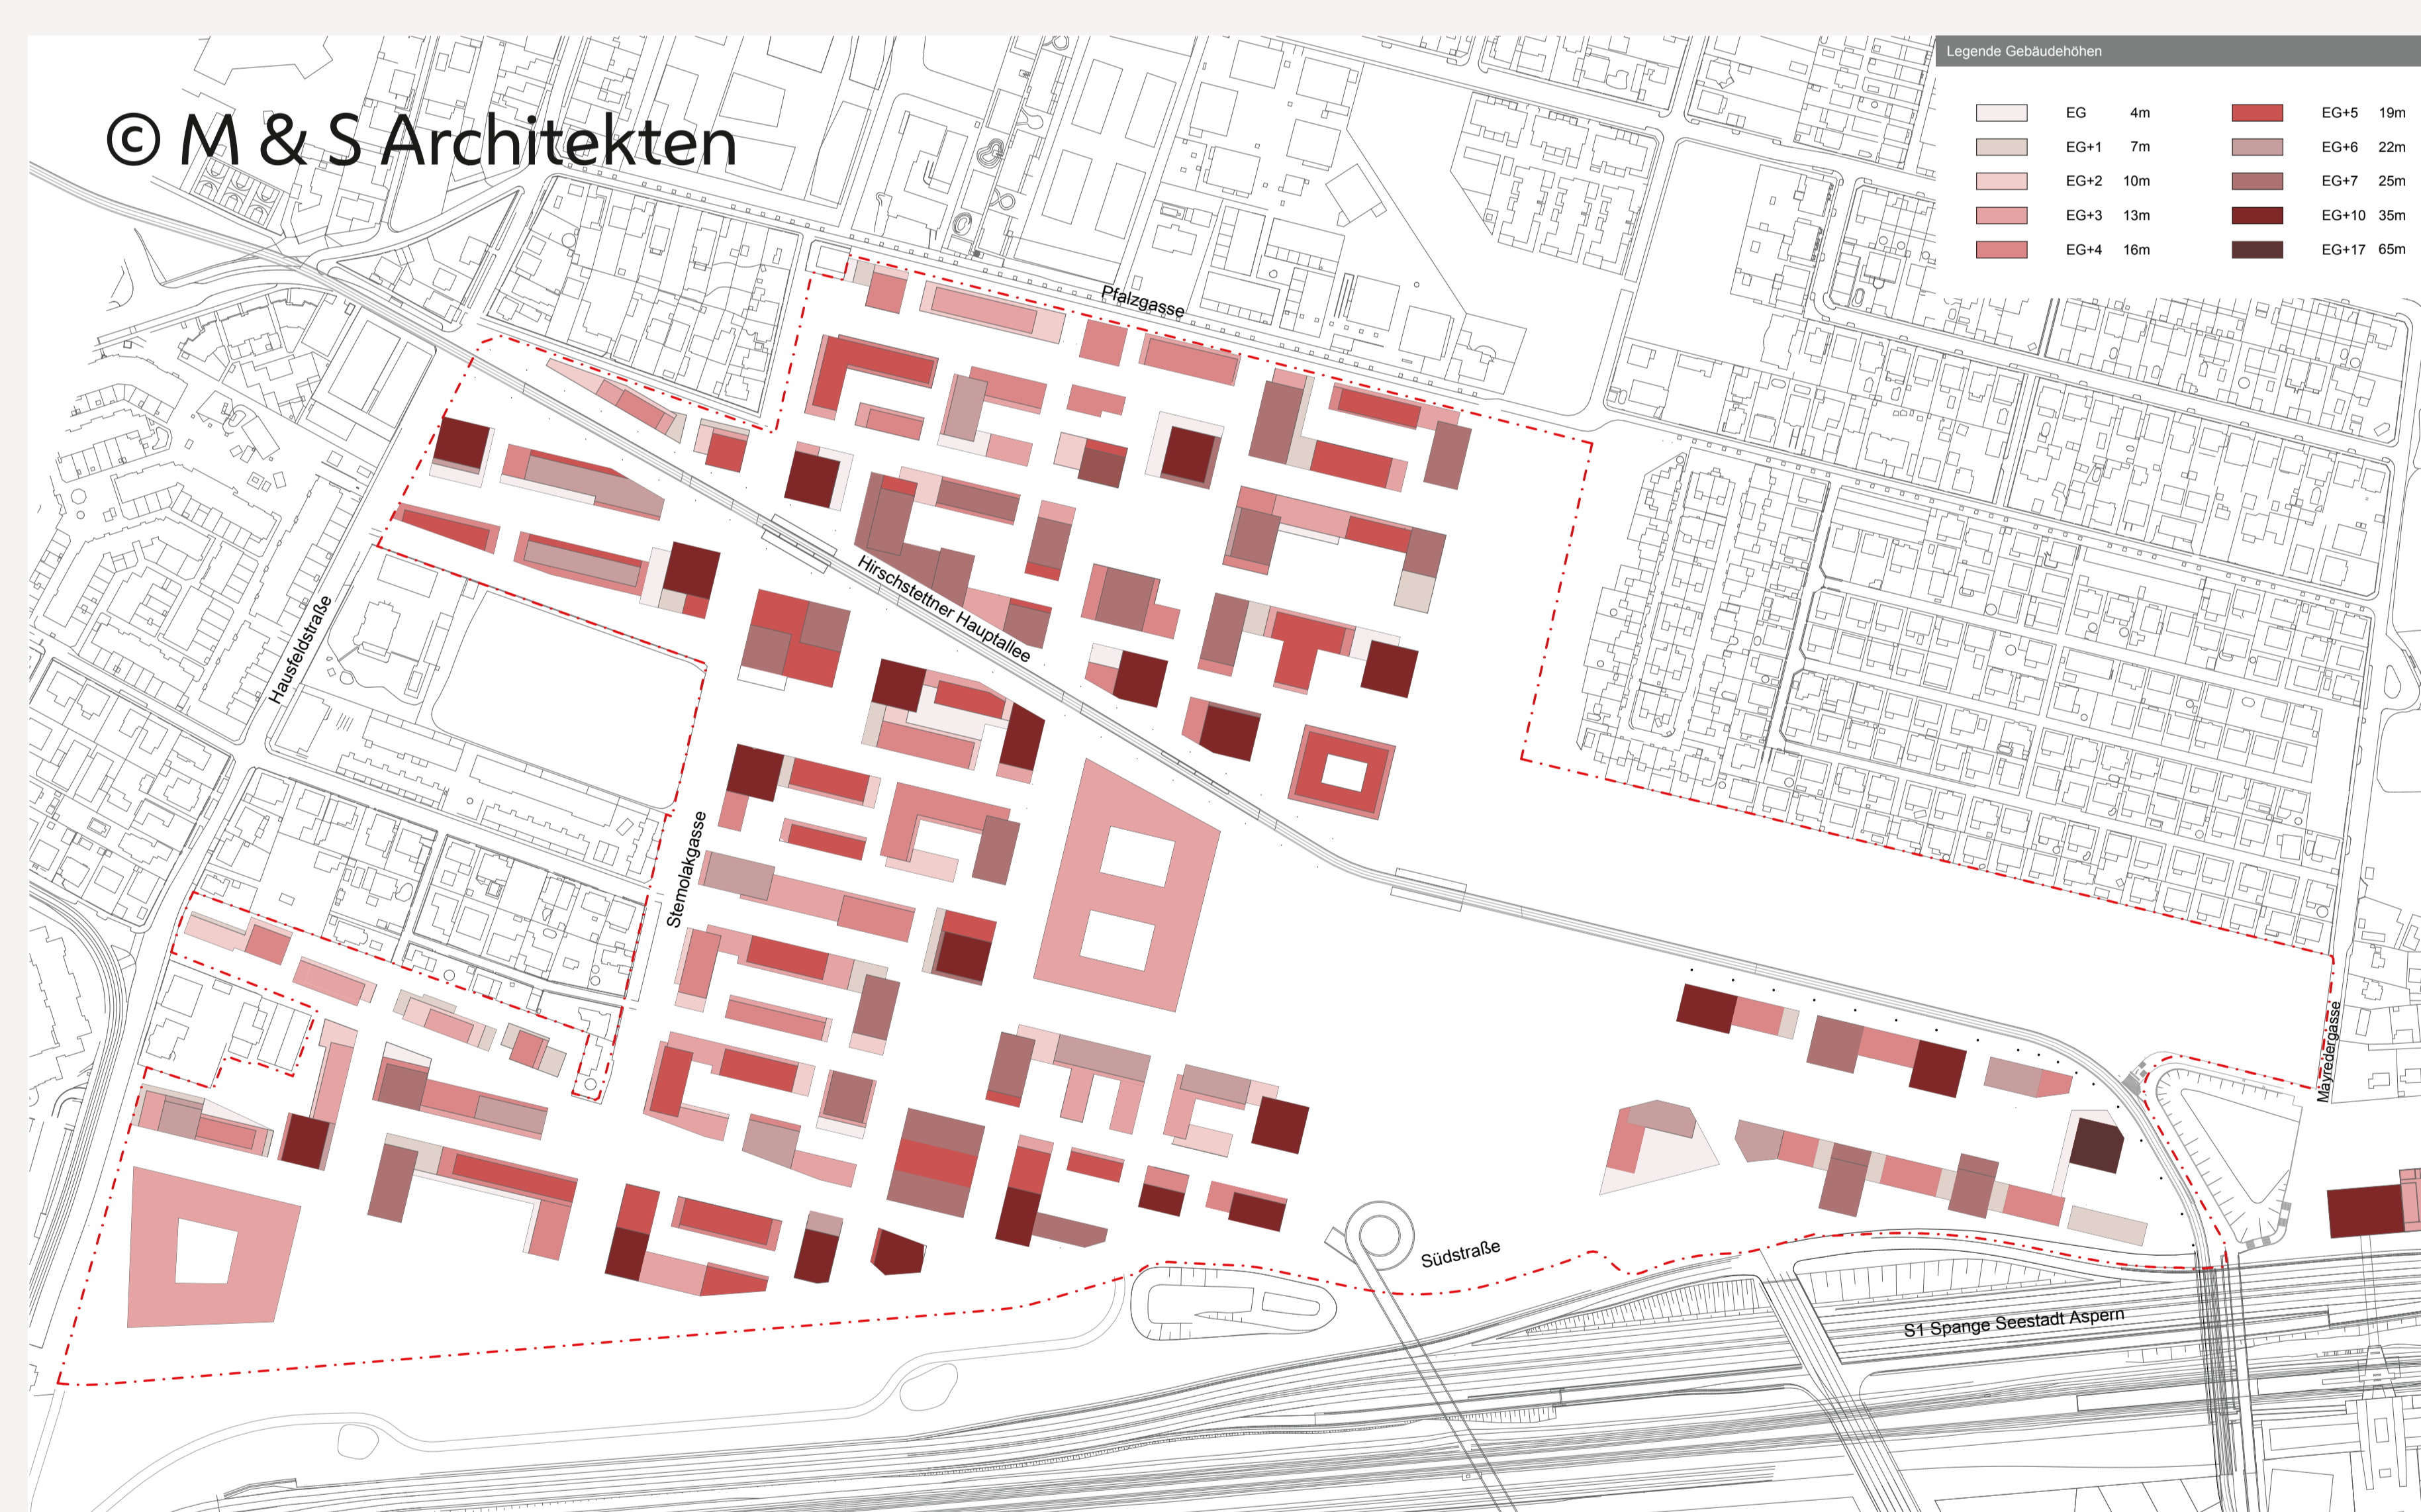 © M & S Architekten
Legende Gebäudehöhen
EG 4m
EG+1 7m
EG+2 10m
EG+3 13m
EG+4 16m
EG+5 19m
EG+6 22m
EG+7 25m
EG+10 35m
EG+17 65m
Pfalzgasse
Hirschstettner Hauptallee
Hausfeldstraße
Stemolakgasse
Mayredergasse
Südstraße
S1 Spange Seestadt Aspern